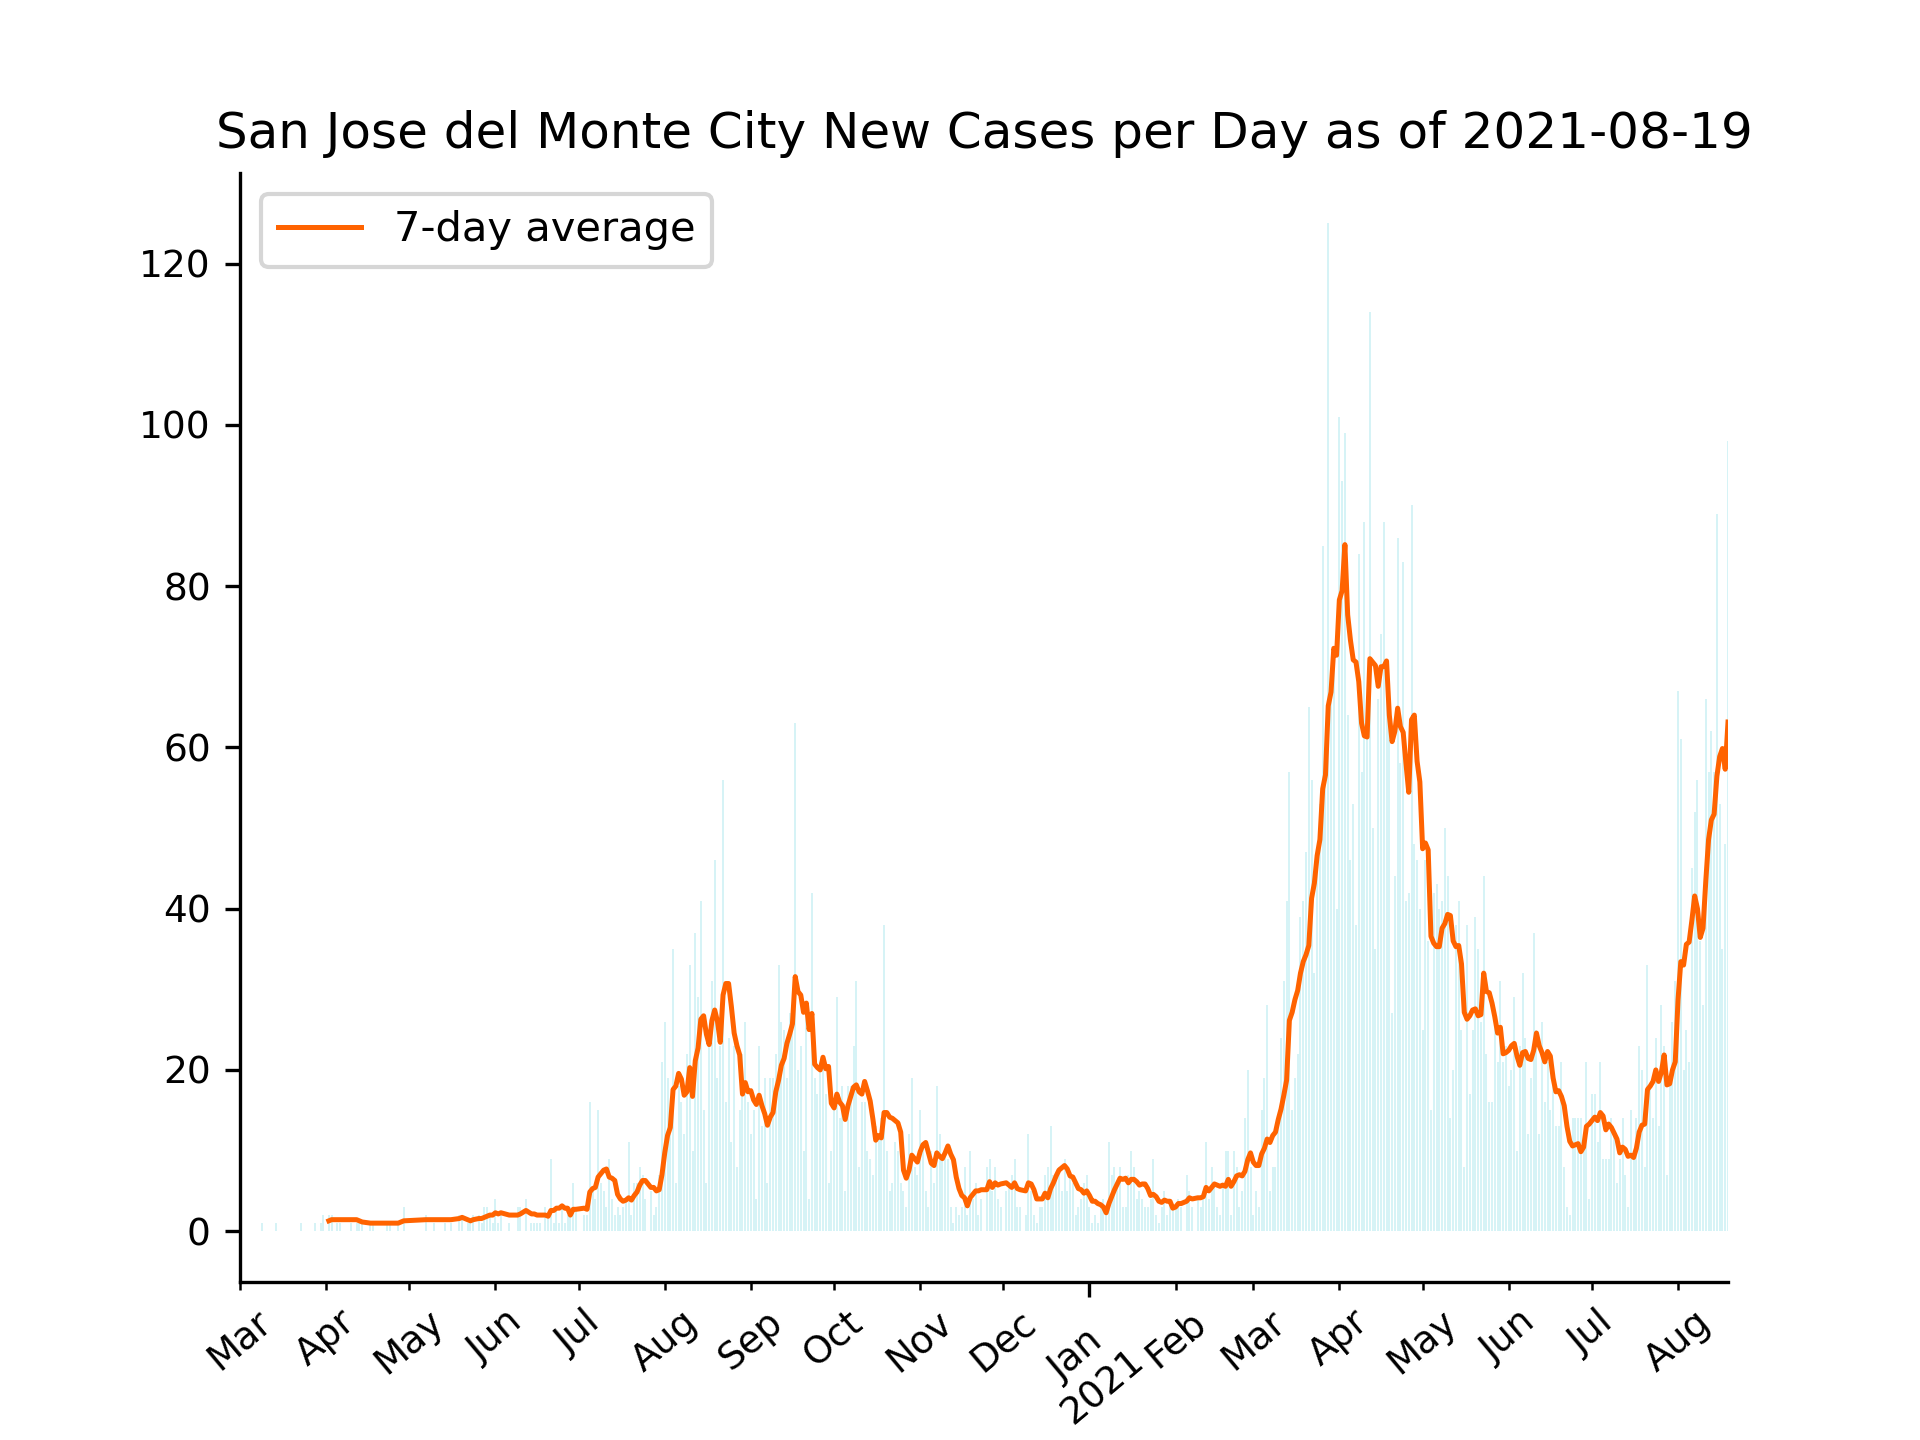 San Jose del Monte City New Cases per Day as of 2021-08-19
7-day average
120
100
80
60
40
20
0
Mar Apr May Jun Jul Aug Sep Oct Nov Dec Jan Feb Mar Apr May Jun Jul Aug
2021